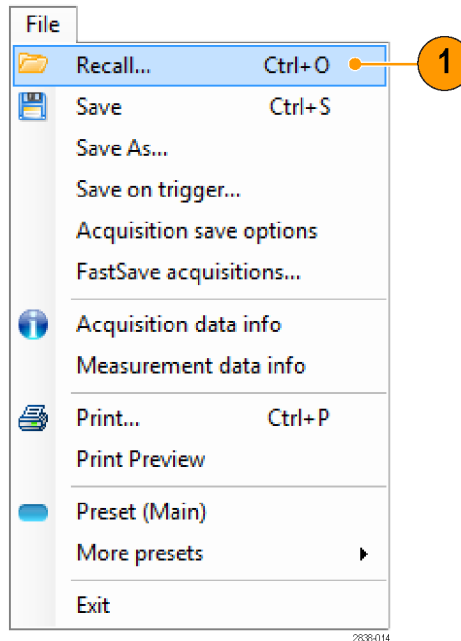 File
Recall... Ctrl+O 1
Save Ctrl+S
Save As...
Save on trigger...
Acquisition save options
FastSave acquisitions...
Acquisition data info
Measurement data info
Print... Ctrl+P
Print Preview
Preset (Main)
More presets
Exit
2838-014